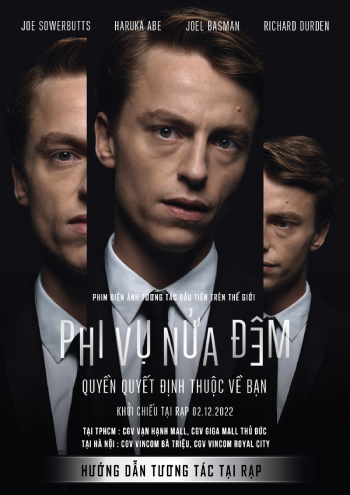 JOE SOWERBUTTS HARUKA ABE JOEL BASMAN RICHARD DURDEN
PHIM ĐIỆN ẢNH TƯƠNG TÁC ĐẦU TIÊN TRÊN THẾ GIỚI
PHI VỤ NỬA ĐÊM
QUYỀN QUYẾT ĐỊNH THUỘC VỀ BẠN
KHỞI CHIẾU TẠI RẠP 02.12.2022
TẠI TPHCM : CGV VẠN HẠNH MALL, CGV GIGA MALL THỦ ĐỨC
TẠI HÀ NỘI : CGV VINCOM BÀ TRIỆU, CGV VINCOM ROYAL CITY
HƯỚNG DẪN TƯƠNG TÁC TẠI RẠP